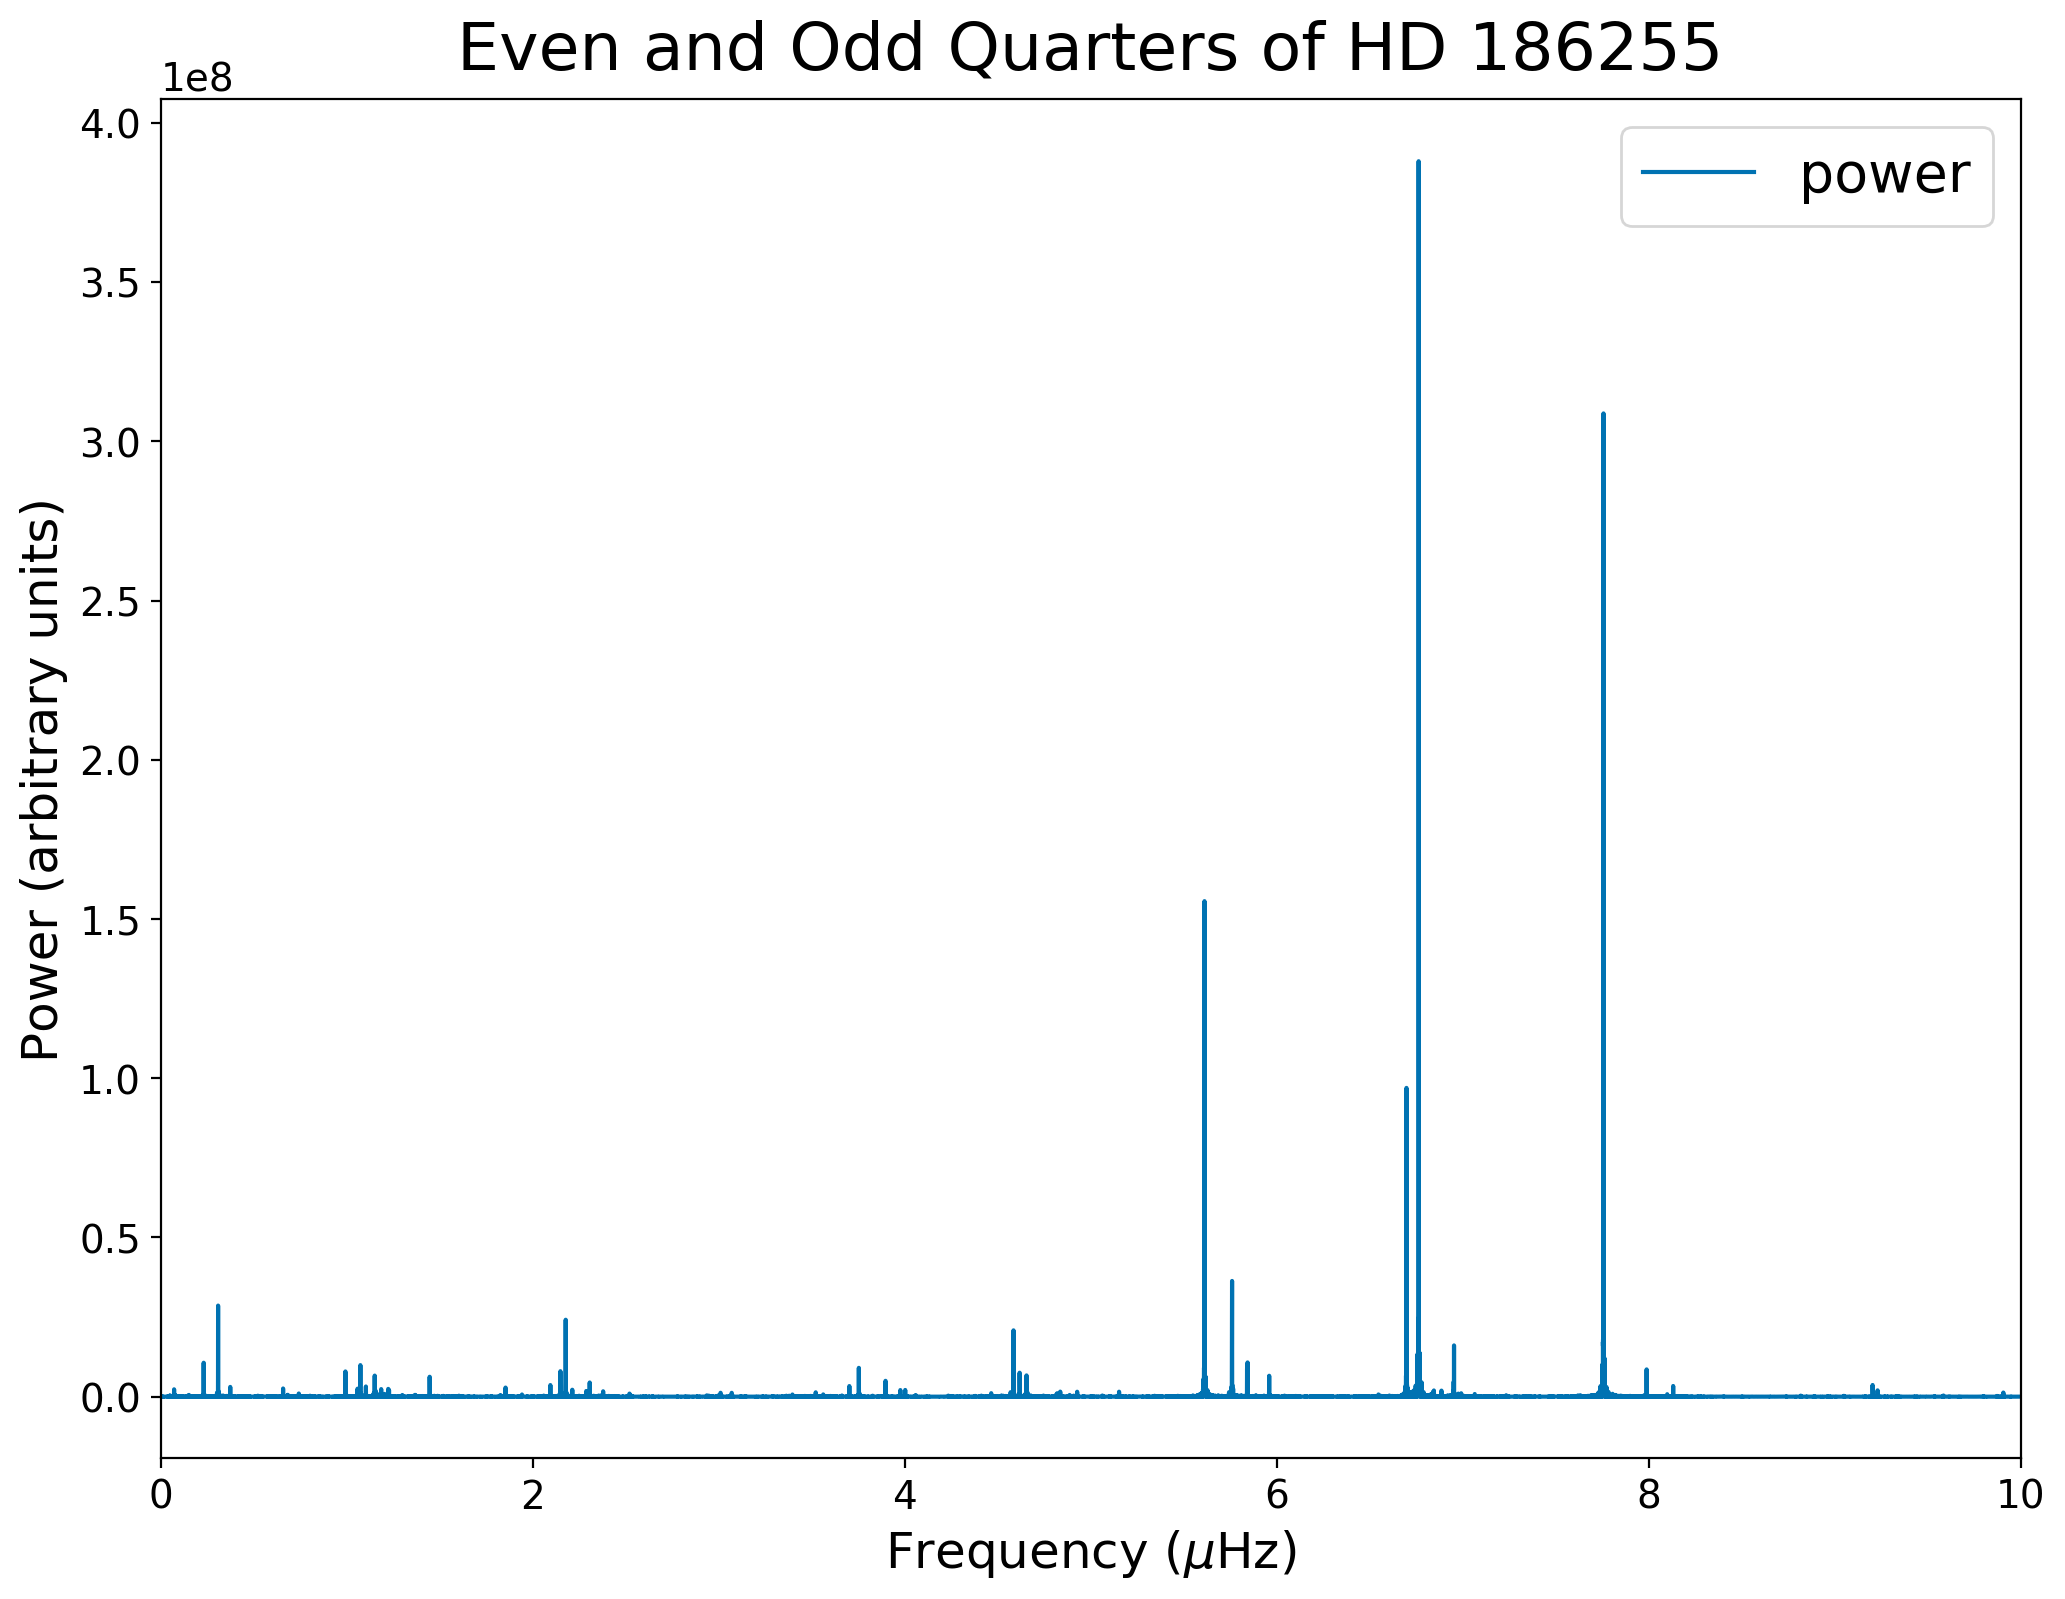 Even and Odd Quarters of HD 186255
1e8
power
4.0
3.5
3.0
2.5
2.0
1.5
1.0
0.5
0.0
Power (arbitrary units)
0 2 4 6 8 10
Frequency (μHz)